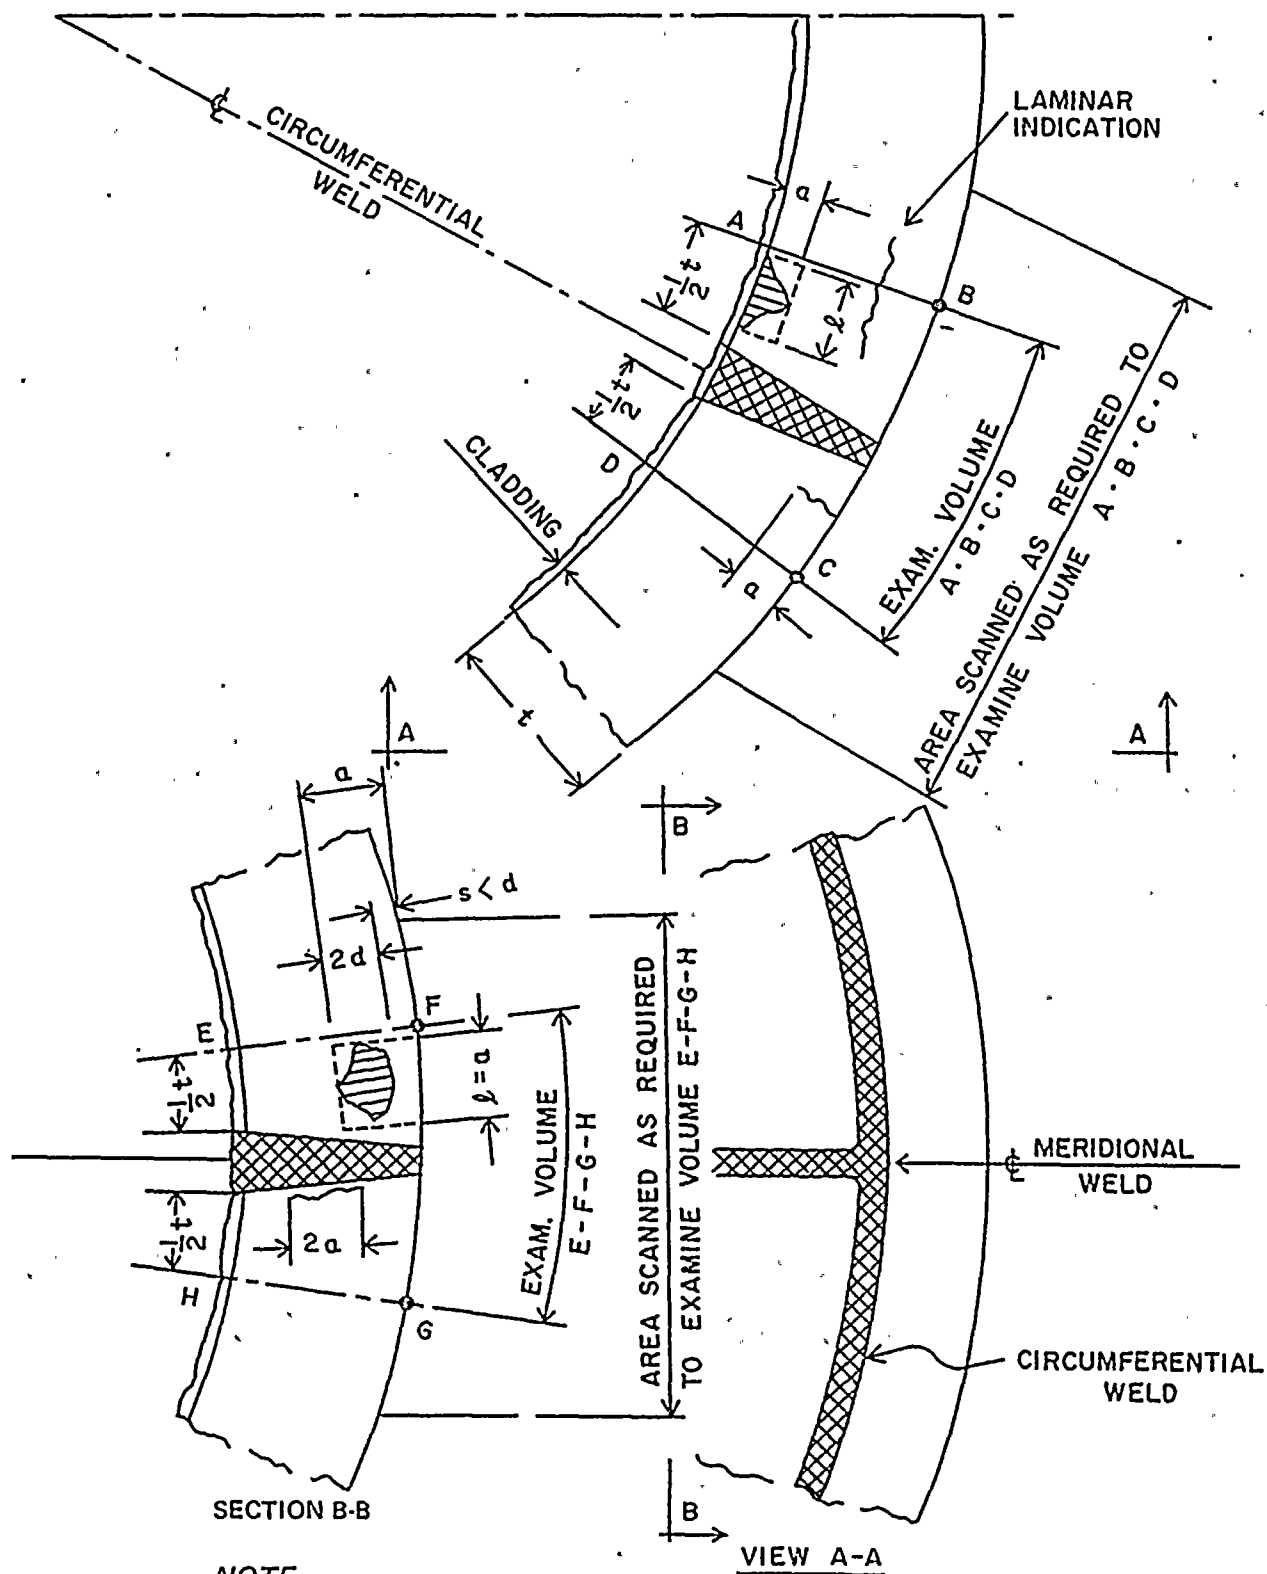 LAMINAR
INDICATION
℄
CIRCUMFERENTIAL
WELD
a
A
1/2 t
B
l
1/2 t
D
CLADDING
a
C
EXAM. VOLUME
A·B·C·D
AREA SCANNED AS REQUIRED TO
EXAMINE VOLUME A·B·C·D
t
A
A
a
B
s < d
2d
F
E
1/2 t
l = a
EXAM. VOLUME
E-F-G-H
AREA SCANNED AS REQUIRED
TO EXAMINE VOLUME E-F-G-H
℄ MERIDIONAL
WELD
1/2 t
2a
H
G
CIRCUMFERENTIAL
WELD
SECTION B-B
B
VIEW A-A
NOTE